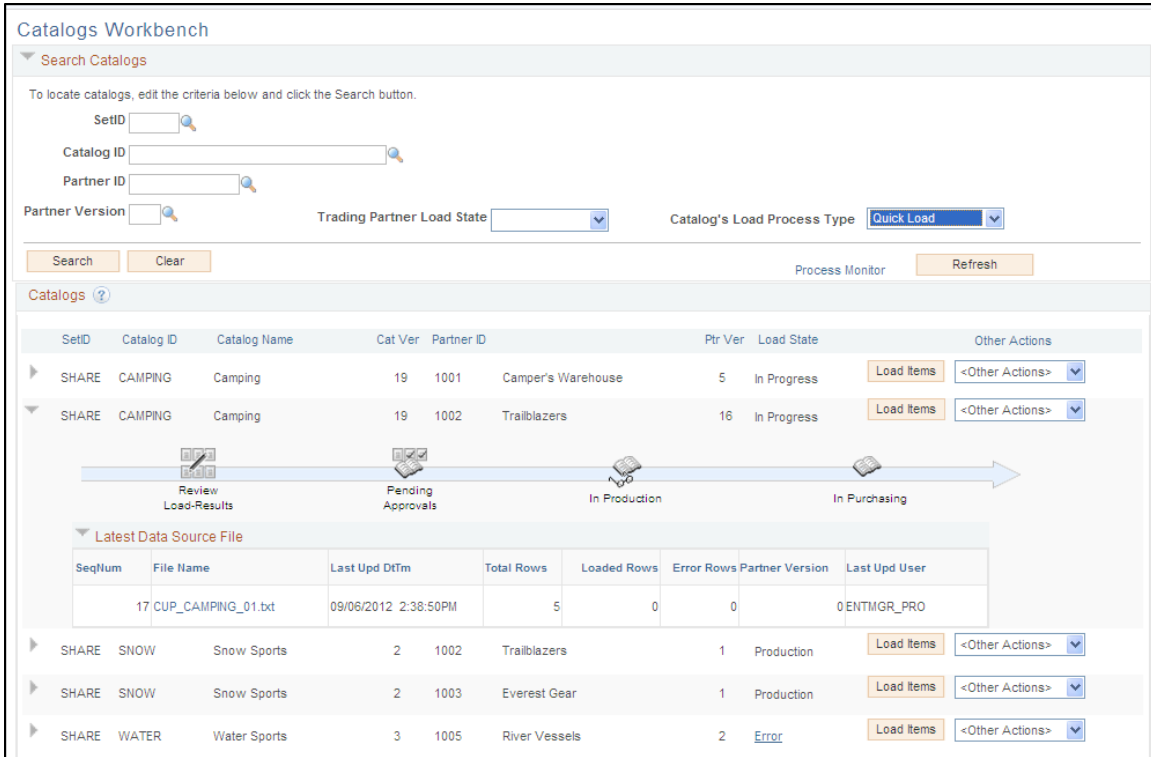 Catalogs Workbench
Search Catalogs
To locate catalogs, edit the criteria below and click the Search button.
SetID
Catalog ID
Partner ID
Partner Version Trading Partner Load State Catalog's Load Process Type Quick Load
Search Clear Process Monitor Refresh
Catalogs ?
SetID Catalog ID Catalog Name Cat Ver Partner ID Ptr Ver Load State Other Actions
SHARE CAMPING Camping 19 1001 Camper's Warehouse 5 In Progress Load Items <Other Actions>
SHARE CAMPING Camping 19 1002 Trailblazers 16 In Progress Load Items <Other Actions>
Review Pending In Production In Purchasing
Load-Results Approvals
Latest Data Source File
SeqNum File Name Last Upd DtTm Total Rows Loaded Rows Error Rows Partner Version Last Upd User
17 CUP_CAMPING_01.txt 09/06/2012 2:38:50PM 5 0 0 0 ENTMGR_PRO
SHARE SNOW Snow Sports 2 1002 Trailblazers 1 Production Load Items <Other Actions>
SHARE SNOW Snow Sports 2 1003 Everest Gear 1 Production Load Items <Other Actions>
SHARE WATER Water Sports 3 1005 River Vessels 2 Error Load Items <Other Actions>